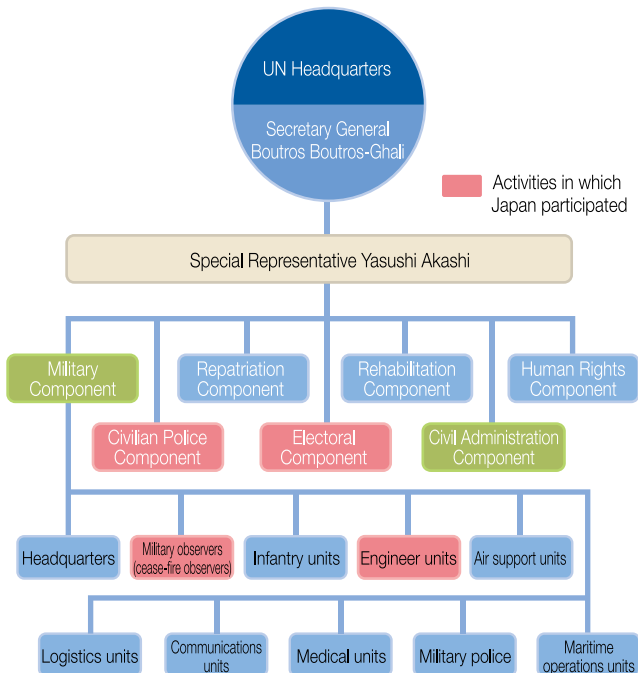 UN Headquarters
Secretary General
Boutros Boutros-Ghali
Activities in which
Japan participated
Special Representative Yasushi Akashi
Military
Component
Repatriation
Component
Rehabilitation
Component
Human Rights
Component
Civilian Police
Component
Electoral
Component
Civil Administration
Component
Headquarters
Military observers
(cease-fire observers)
Infantry units
Engineer units
Air support units
Logistics units
Communications
units
Medical units
Military police
Maritime
operations units